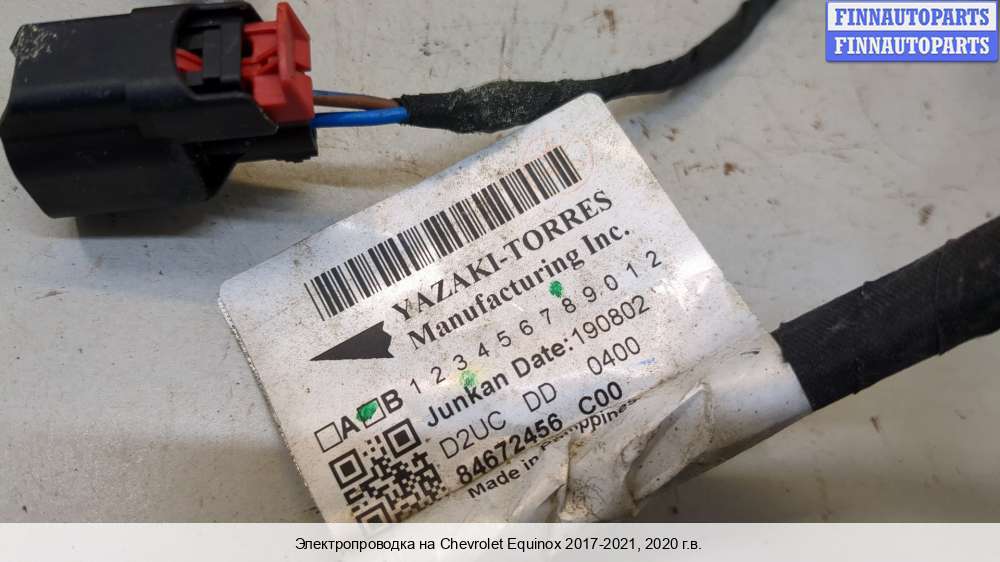 FINNAUTOPARTS
FINNAUTOPARTS
YAZAKI-TORRES
Manufacturing Inc.
1 2 3 4 5 6 7 8 9 0 1 2
A B
Junkan Date:190802
D2UC DD 0400
84672456 C00
Made in Philippines
Электропроводка на Chevrolet Equinox 2017-2021, 2020 г.в.